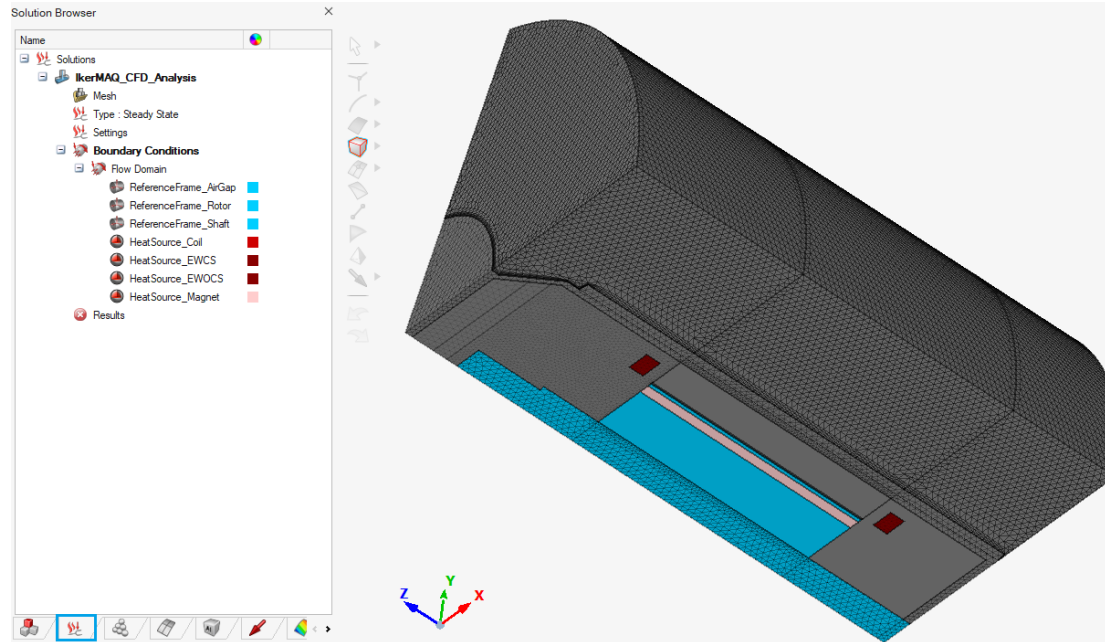 Solution Browser
Name
Solutions
IkerMAQ_CFD_Analysis
Mesh
Type : Steady State
Settings
Boundary Conditions
Flow Domain
ReferenceFrame_AirGap
ReferenceFrame_Rotor
ReferenceFrame_Shaft
HeatSource_Coil
HeatSource_EWCS
HeatSource_EWOCS
HeatSource_Magnet
Results
Y
Z
X